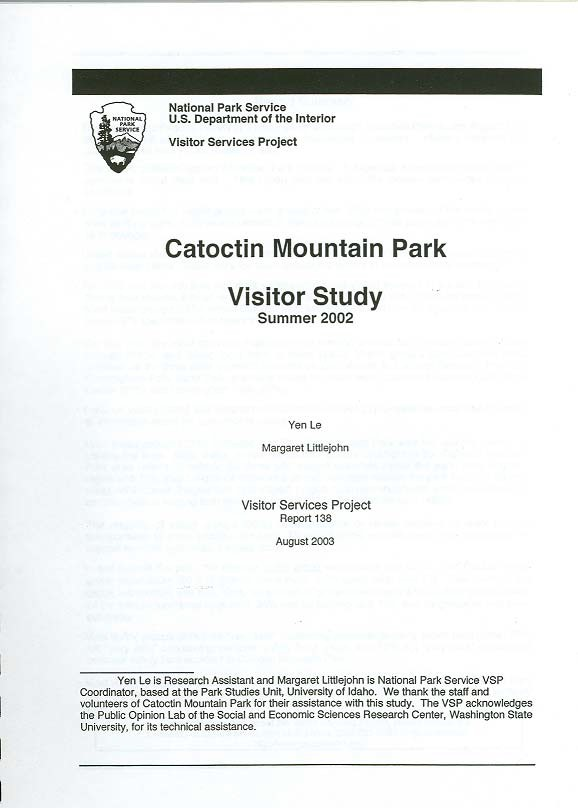 National Park Service
U.S. Department of the Interior
Visitor Services Project
NATIONAL
PARK
SERVICE
Catoctin Mountain Park
Visitor Study
Summer 2002
Yen Le
Margaret Littlejohn
Visitor Services Project
Report 138
August 2003
Yen Le is Research Assistant and Margaret Littlejohn is National Park Service VSP
Coordinator, based at the Park Studies Unit, University of Idaho. We thank the staff and
volunteers of Catoctin Mountain Park for their assistance with this study. The VSP acknowledges
the Public Opinion Lab of the Social and Economic Sciences Research Center, Washington State
University, for its technical assistance.